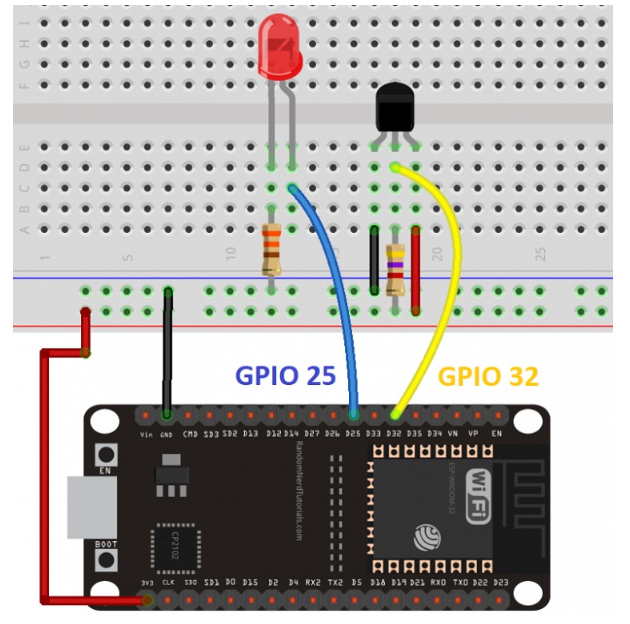 I
H
G
F
E
D
C
B
A
1 5 10 15 20 25
GPIO 25 GPIO 32
Vin GND CMD SD3 SD2 D13 D12 D14 D27 D26 D25 D33 D32 D35 D34 VN VP EN
EN
RandomNerdTutorials.com
ESP-WROOM-32
WiFi
CP2102
BOOT
3V3 CLK SD0 SD1 D0 D15 D2 D4 RX2 TX2 D5 D18 D19 D21 RX0 TX0 D22 D23